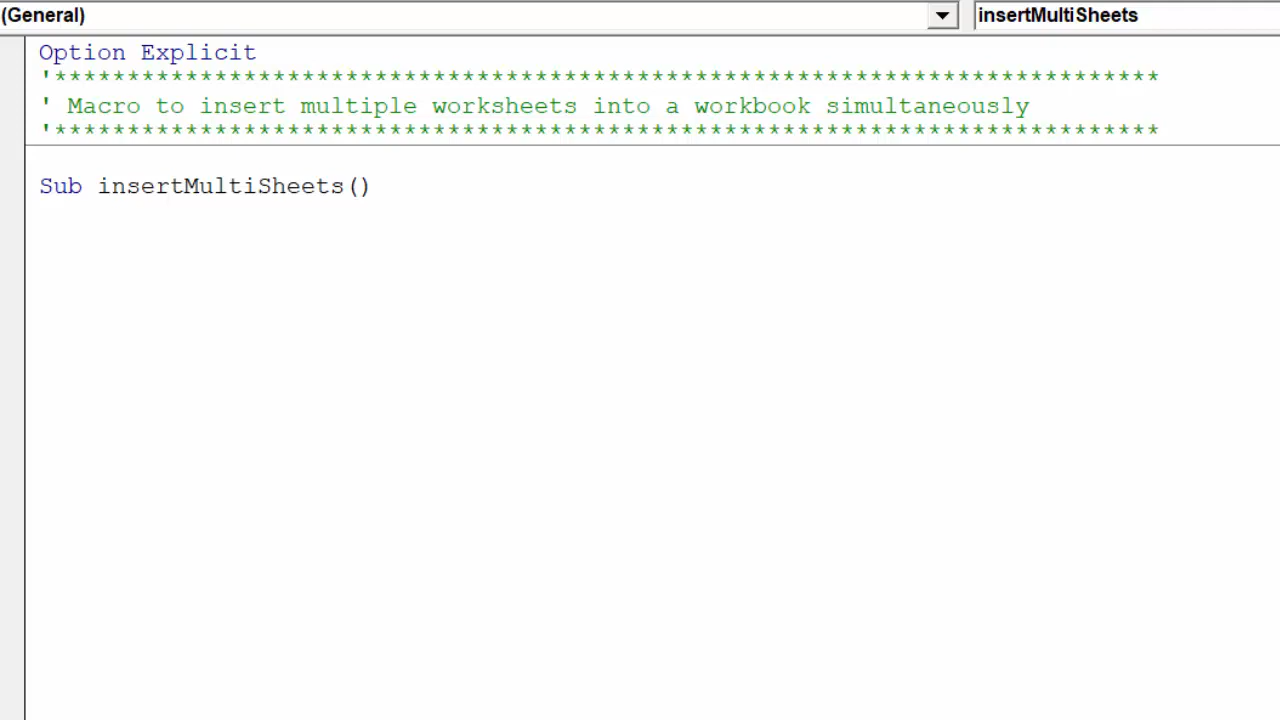 (General) insertMultiSheets
Option Explicit
'****************************************************************************
' Macro to insert multiple worksheets into a workbook simultaneously
'****************************************************************************
Sub insertMultiSheets()